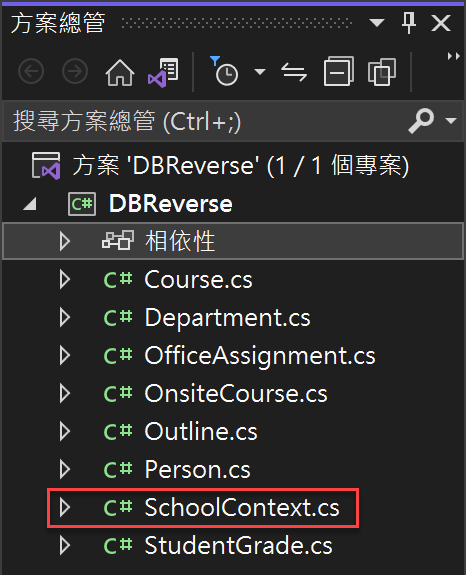 方案總管
搜尋方案總管 (Ctrl+;)
方案 'DBReverse' (1 / 1 個專案)
C# DBReverse
相依性
C# Course.cs
C# Department.cs
C# OfficeAssignment.cs
C# OnsiteCourse.cs
C# Outline.cs
C# Person.cs
C# SchoolContext.cs
C# StudentGrade.cs